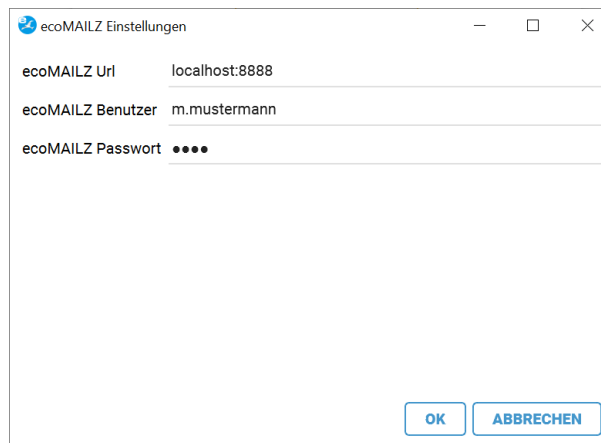 ecoMAILZ Einstellungen
ecoMAILZ Url localhost:8888
ecoMAILZ Benutzer m.mustermann
ecoMAILZ Passwort ●●●●
OK ABBRECHEN